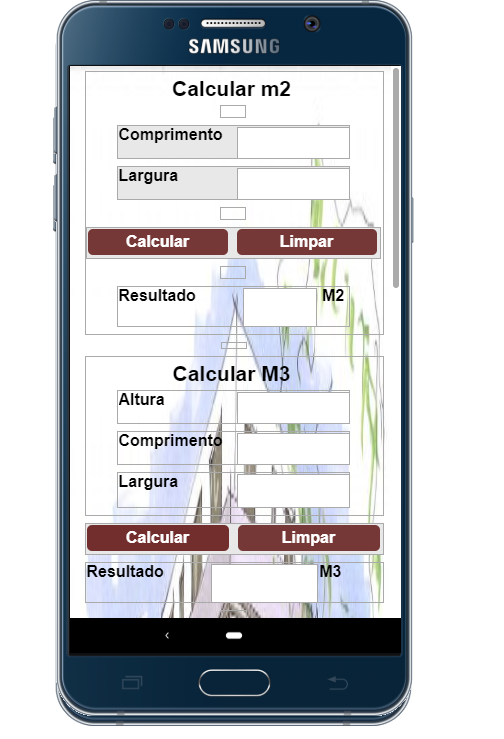 SAMSUNG
Calcular m2
Comprimento
Largura
Calcular Limpar
Resultado M2
Calcular M3
Altura
Comprimento
Largura
Calcular Limpar
Resultado M3